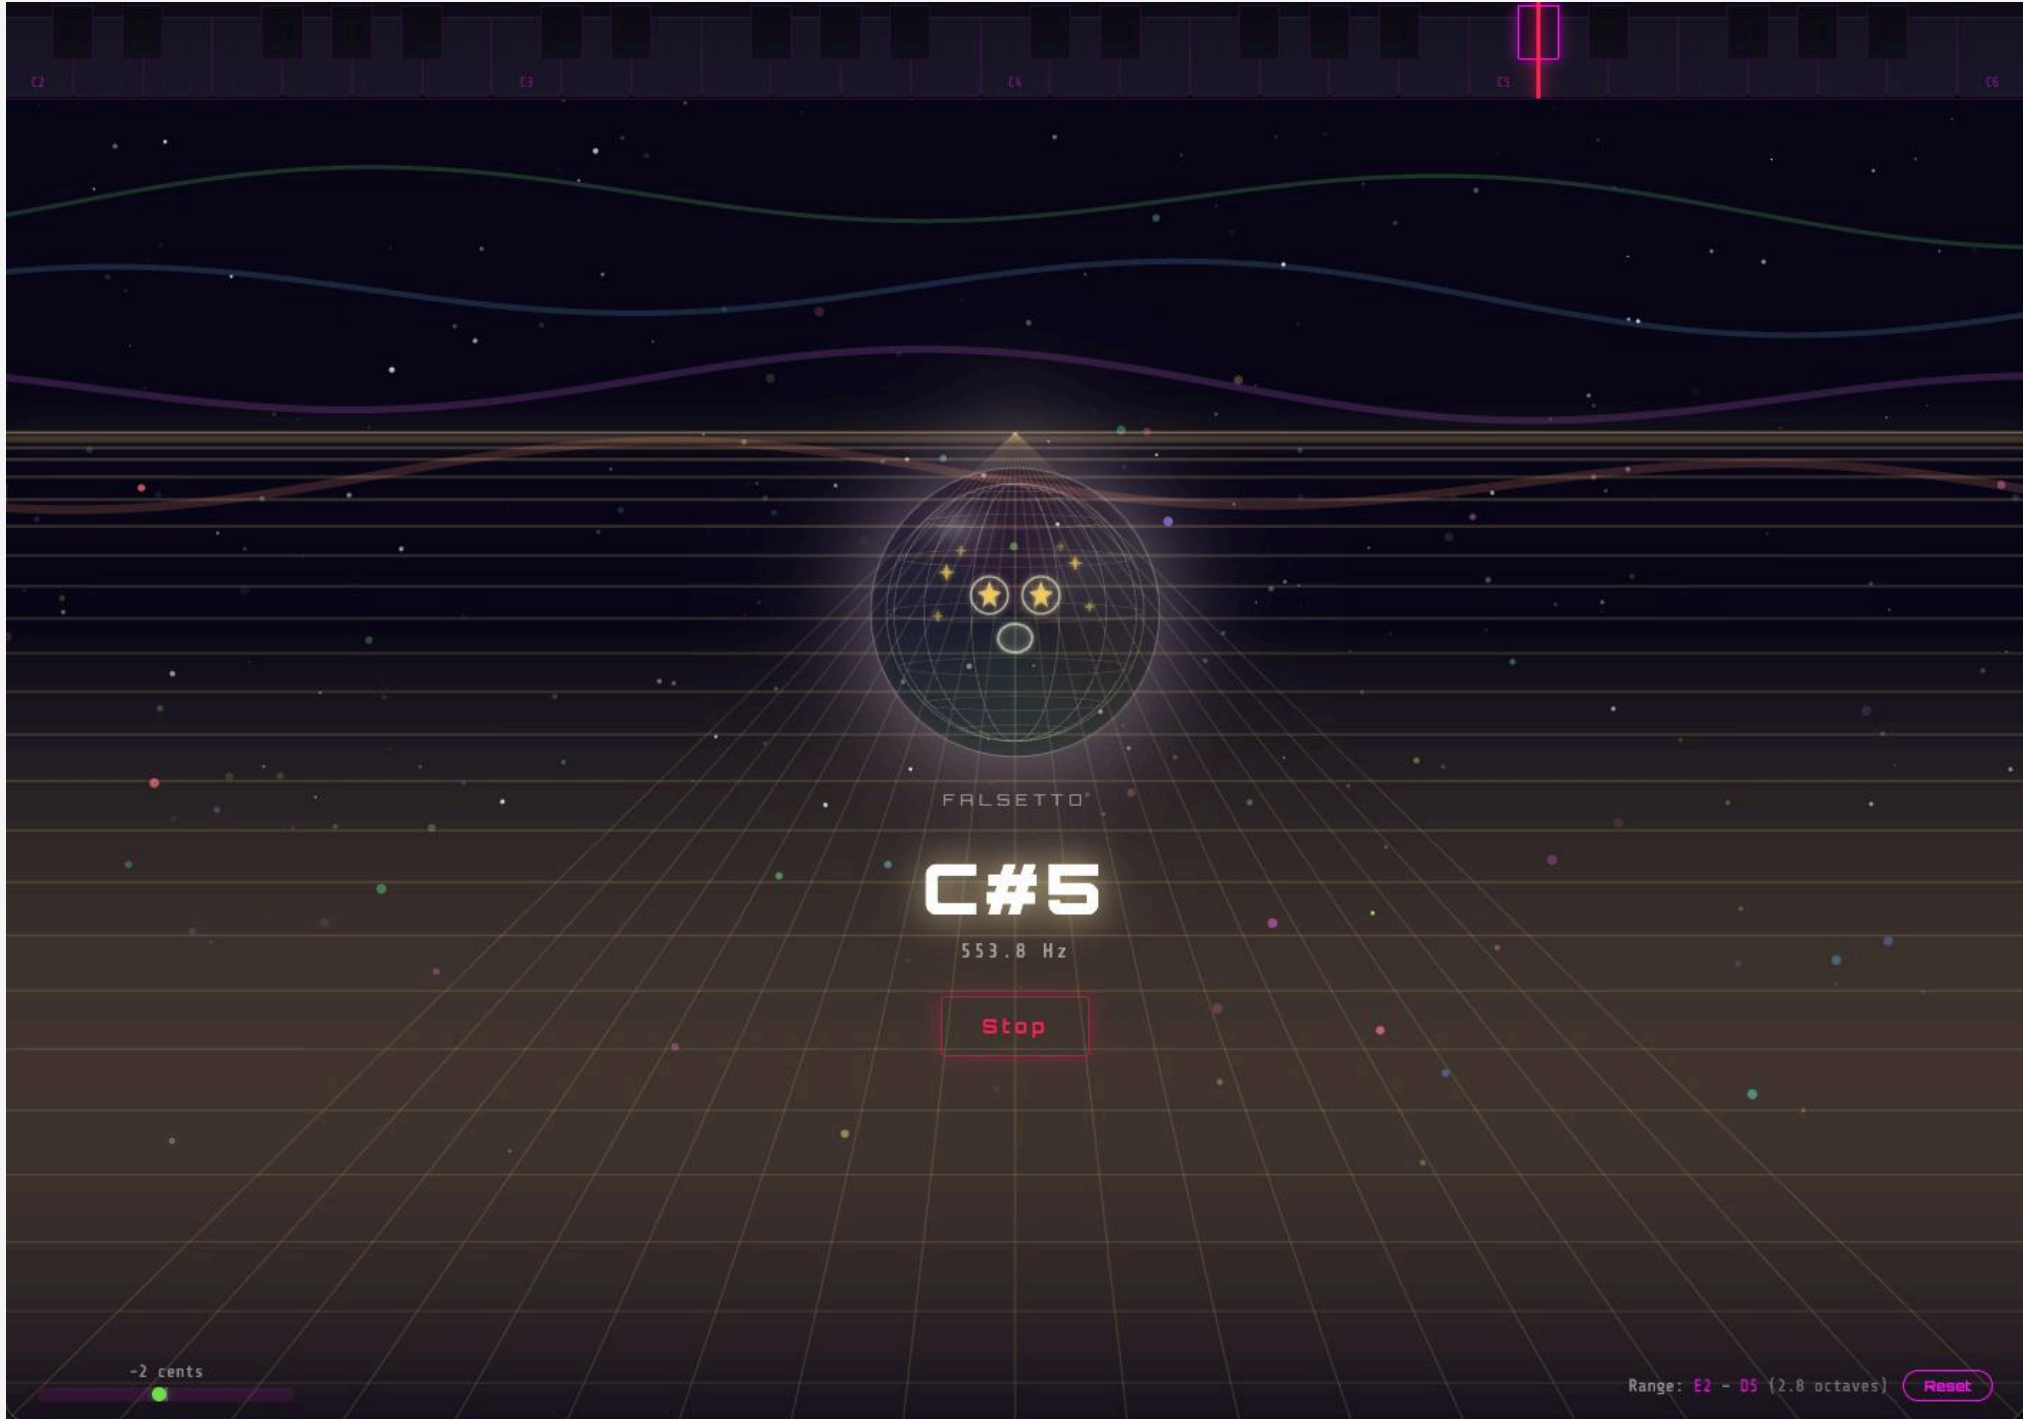 C2 C3 C4 C5 C6
FALSETTO
C#5
553.8 Hz
Stop
-2 cents
Range: E2 - D5 (2.8 octaves) Reset